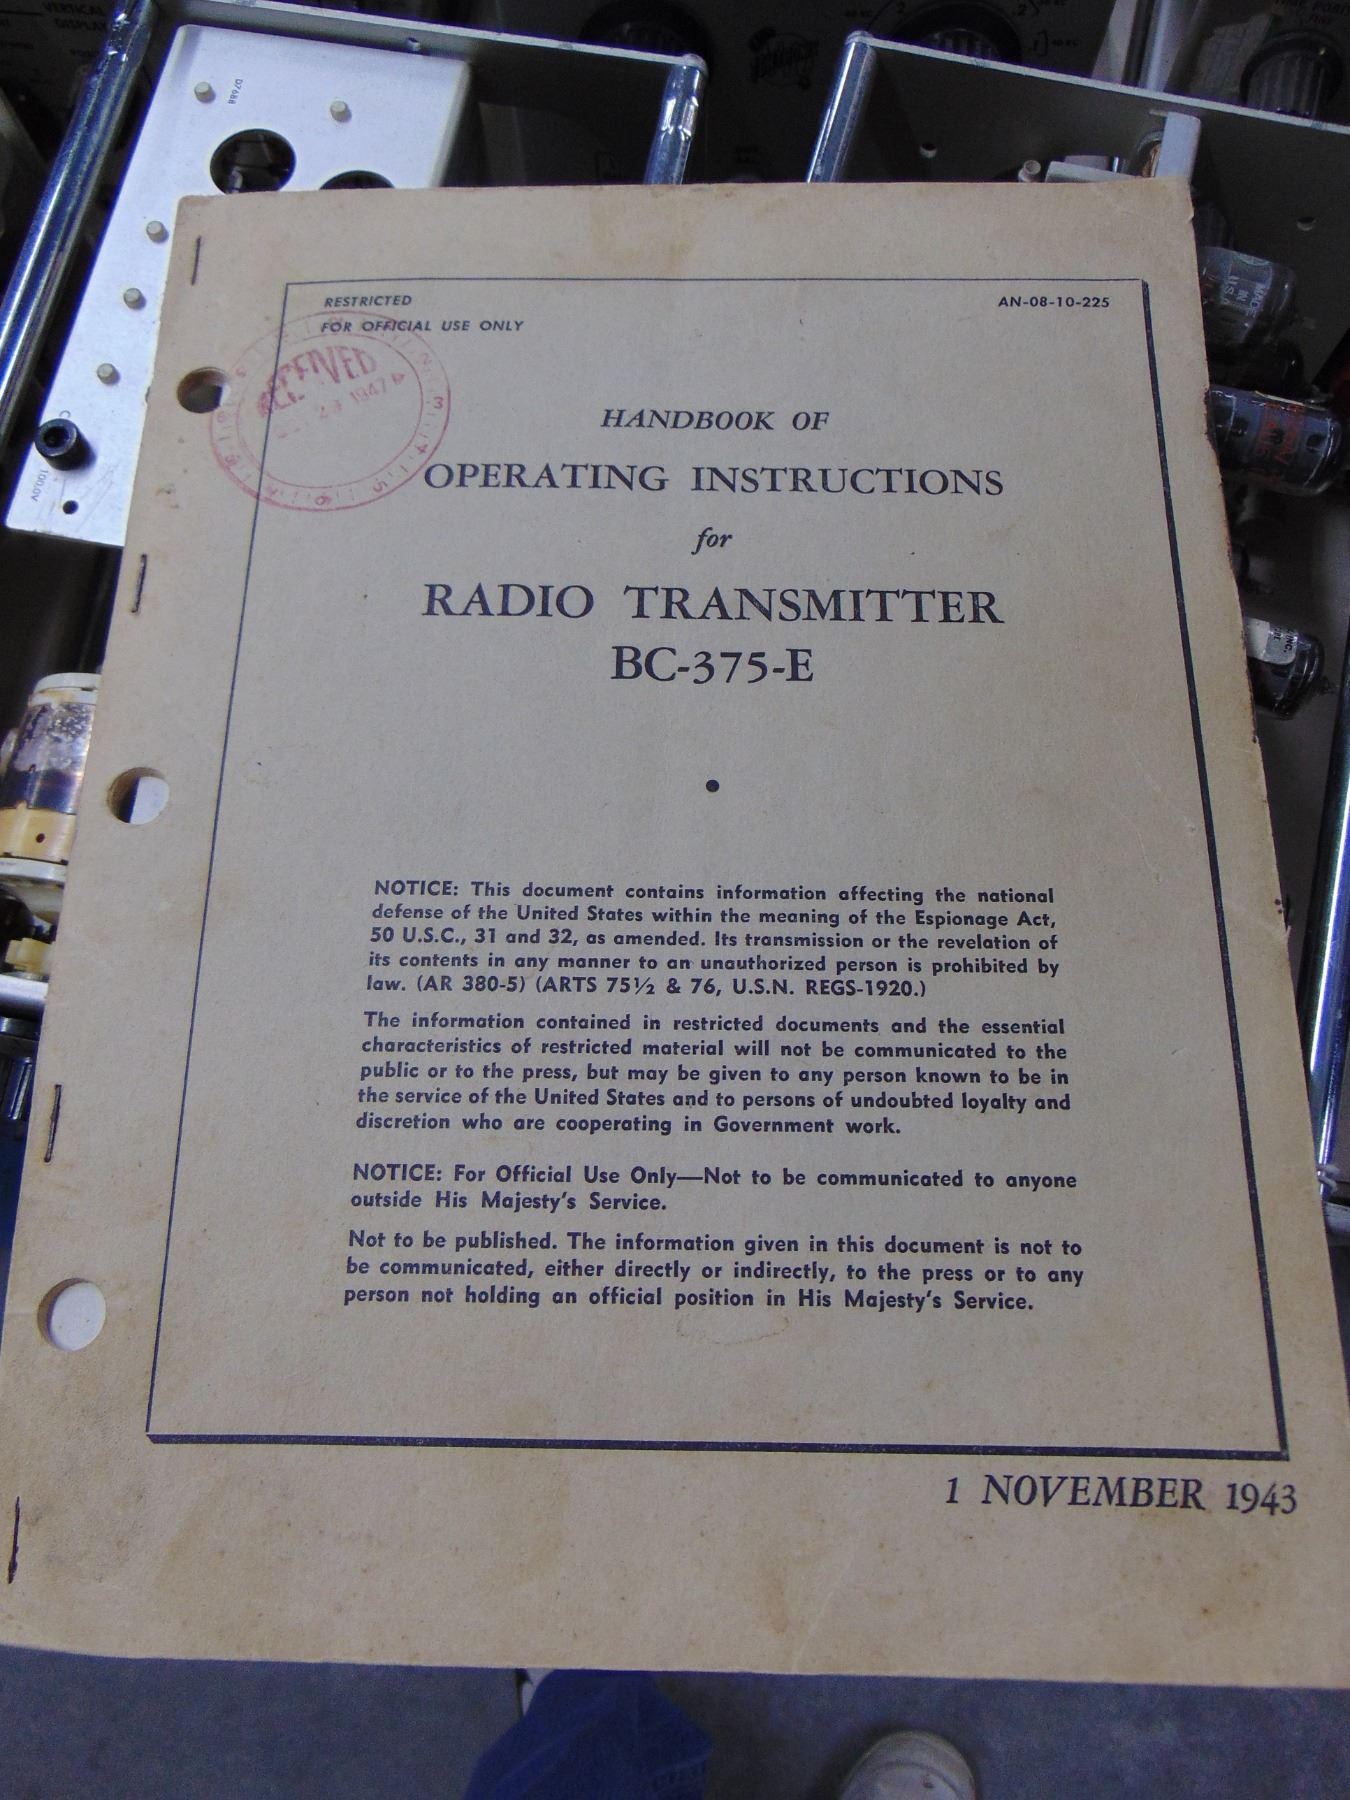 VERTICAL
DISPLAY
D768B
100.0V
RESTRICTED
AN-08-10-225
FOR OFFICIAL USE ONLY
RECEIVED
1947
HANDBOOK OF
OPERATING INSTRUCTIONS
for
RADIO TRANSMITTER
BC-375-E
NOTICE: This document contains information affecting the national
defense of the United States within the meaning of the Espionage Act,
50 U.S.C., 31 and 32, as amended. Its transmission or the revelation of
its contents in any manner to an unauthorized person is prohibited by
law. (AR 380-5) (ARTS 75½ & 76, U.S.N. REGS-1920.)
The information contained in restricted documents and the essential
characteristics of restricted material will not be communicated to the
public or to the press, but may be given to any person known to be in
the service of the United States and to persons of undoubted loyalty and
discretion who are cooperating in Government work.
NOTICE: For Official Use Only—Not to be communicated to anyone
outside His Majesty's Service.
Not to be published. The information given in this document is not to
be communicated, either directly or indirectly, to the press or to any
person not holding an official position in His Majesty's Service.
1 NOVEMBER 1943
MADE
IN
U.S.A